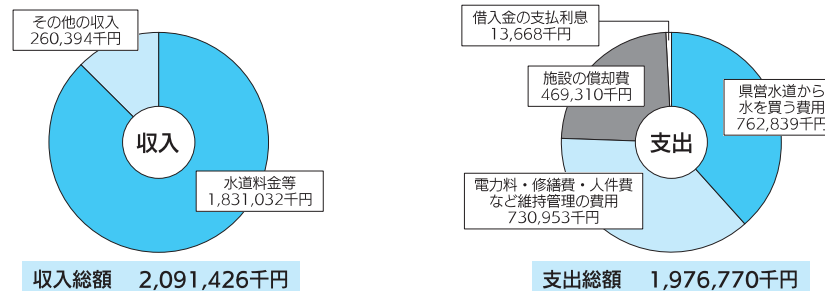 その他の収入
260,394千円
収入
水道料金等
1,831,032千円
収入総額 2,091,426千円
借入金の支払利息
13,668千円
施設の償却費
469,310千円
県営水道から
水を買う費用
762,839千円
支出
電力料・修繕費・人件費
など維持管理の費用
730,953千円
支出総額 1,976,770千円